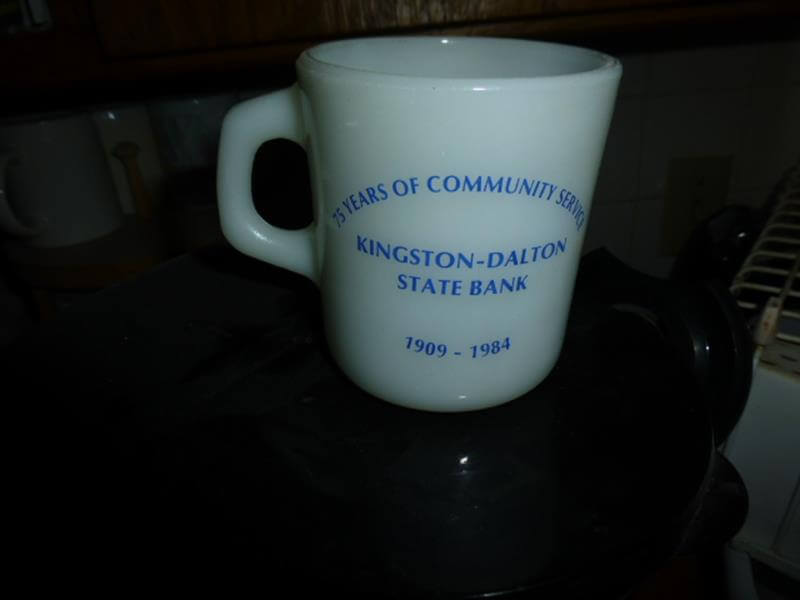 75 YEARS OF COMMUNITY SERVICE
KINGSTON-DALTON
STATE BANK
1909 - 1984